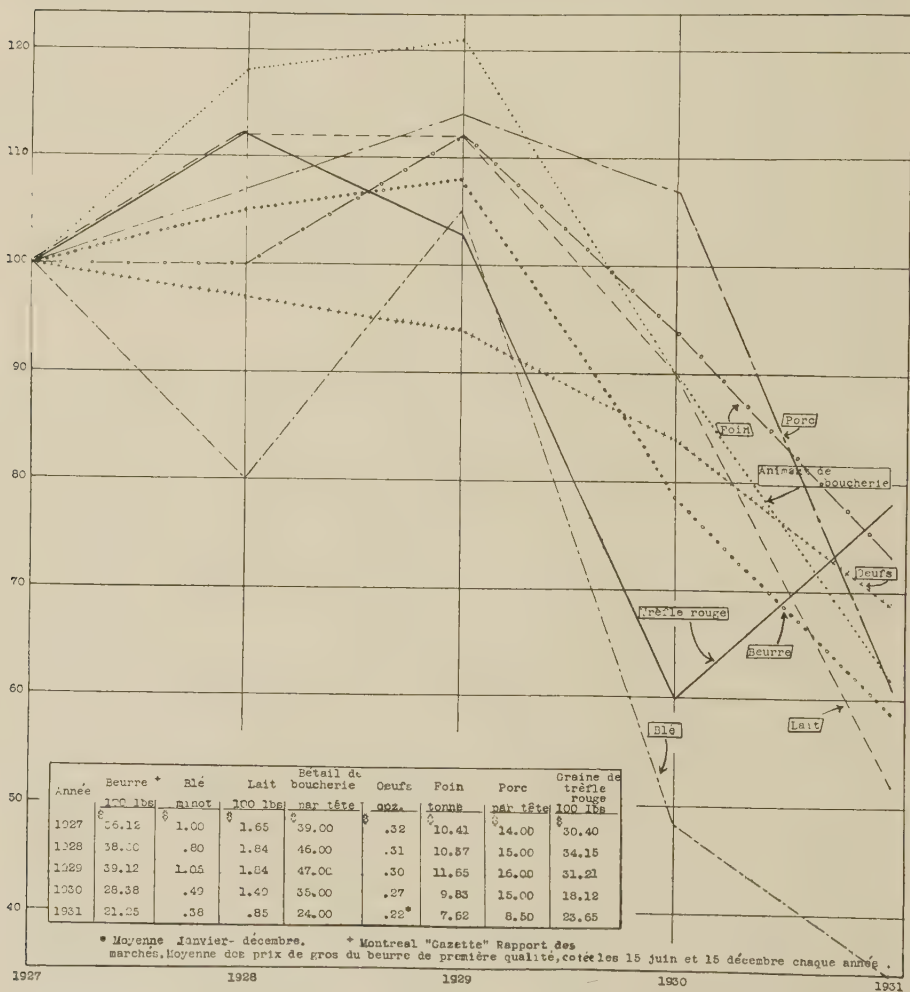 120
110
100
90
80
70
60
50
40
Foin
Porc
Animaux de
boucherie
Oeufs
Trèfle rouge
Beurre
Lait
Blé
Année Beurre + Blé Lait Bétail de boucherie Oeufs Foin Porc Graine de trèfle rouge
100 lbs minot 100 lbs par tête doz. tonne par tête 100 lbs
$ $ $ $ $ $ $ $
1927 36.12 1.00 1.65 39.00 .32 10.41 14.00 30.40
1928 .80 1.84 46.00 .31 10.37 15.00 34.15
1929 39.12 1.05 1.84 47.00 .30 11.65 16.00 31.21
1930 28.38 .49 1.49 35.00 .27 9.83 15.00 18.12
1931 .38 .85 24.00 .22* 7.62 8.50 23.65
* Moyenne Janvier- décembre. + Montreal "Gazette" Rapport des
marchés. Moyenne des prix de gros du beurre de première qualité, cotée les 15 juin et 15 décembre chaque année.
1927 1928 1929 1930 1931